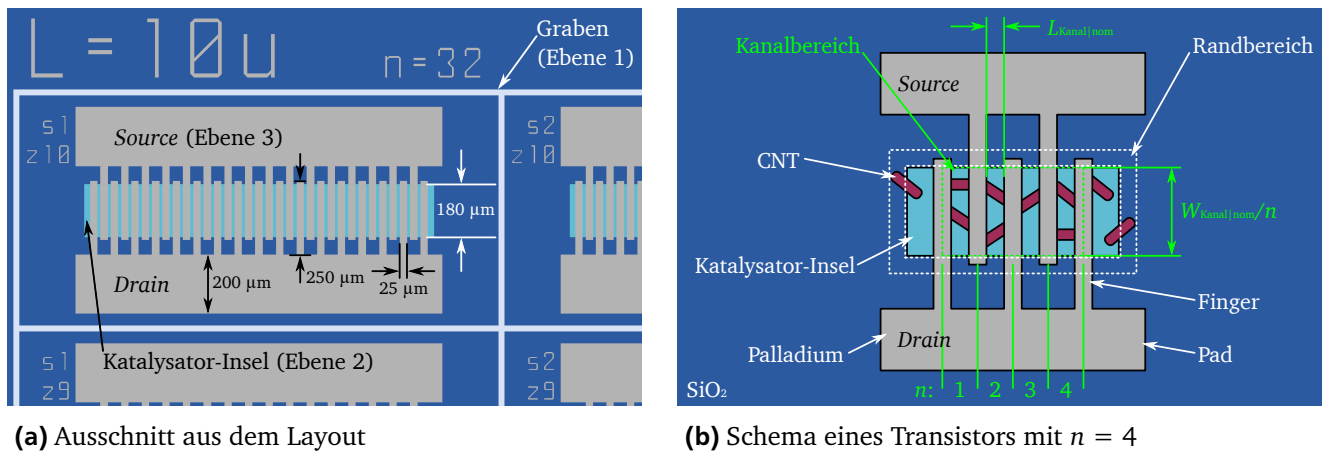 L = 10u
n = 32
Graben
(Ebene 1)
s1
z10
Source (Ebene 3)
s2
z10
180 µm
Drain
200 µm
250 µm
25 µm
Katalysator-Insel (Ebene 2)
s1
z9
s2
z9
(a) Ausschnitt aus dem Layout
L Kanal|nom
Kanalbereich
Randbereich
Source
CNT
W Kanal|nom/n
Katalysator-Insel
Finger
Palladium
Drain
Pad
SiO₂
n: 1 2 3 4
(b) Schema eines Transistors mit n = 4